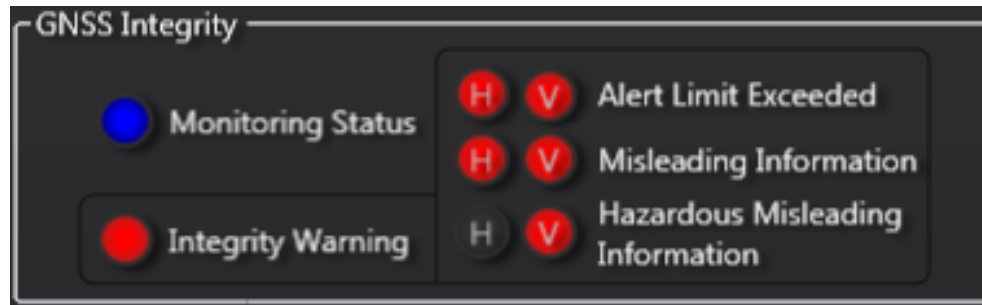 GNSS Integrity
Monitoring Status
Integrity Warning
H V Alert Limit Exceeded
H V Misleading Information
H V Hazardous Misleading
Information